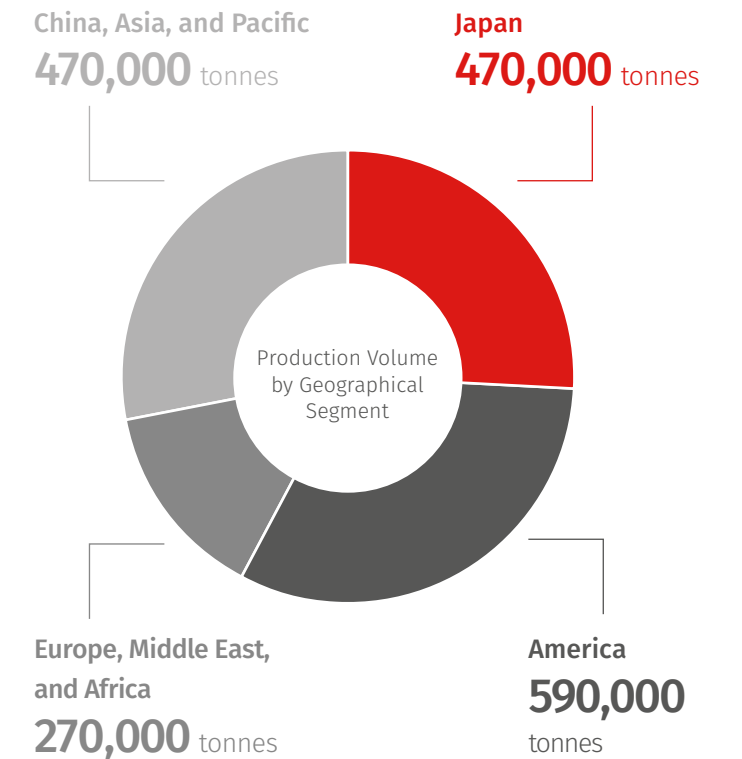 China, Asia, and Pacific
470,000 tonnes
Japan
470,000 tonnes
Production Volume
by Geographical
Segment
Europe, Middle East,
and Africa
270,000 tonnes
America
590,000
tonnes